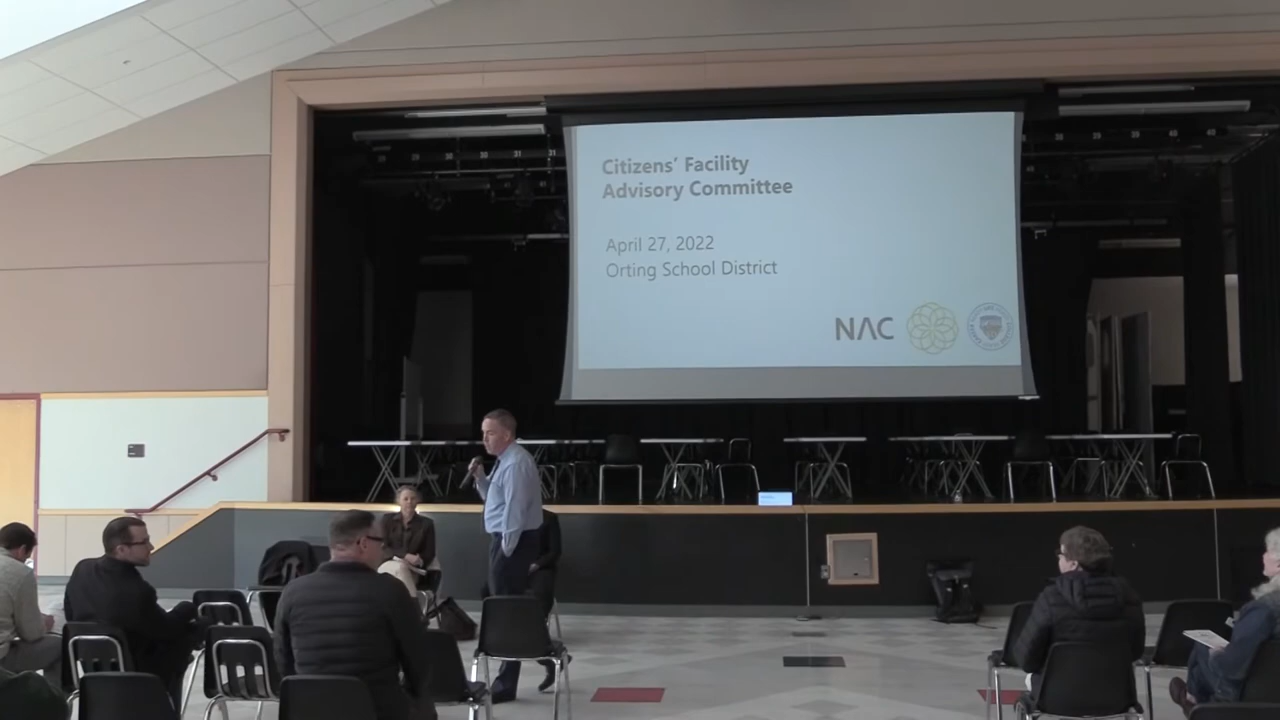 Citizens' Facility
Advisory Committee
April 27, 2022
Orting School District
NAC